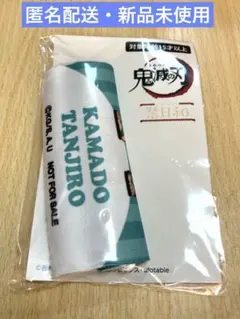 匿名配送・新品未使用
対象年齢15才以上
鬼滅の刃
KAMADO
TANJIRO
©KG/S,A,U
NOT FOR SALE
・ufotable